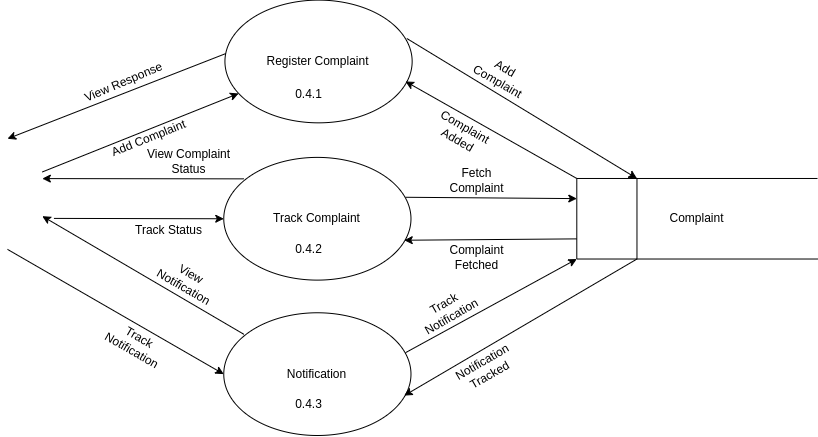 Register Complaint
0.4.1
View Response
Add Complaint
Add
Complaint
Complaint
Added
View Complaint
Status
Track Complaint
0.4.2
Track Status
Fetch
Complaint
Complaint
Fetched
Complaint
View
Notification
Track
Notification
Notification
0.4.3
Track
Notification
Notification
Tracked